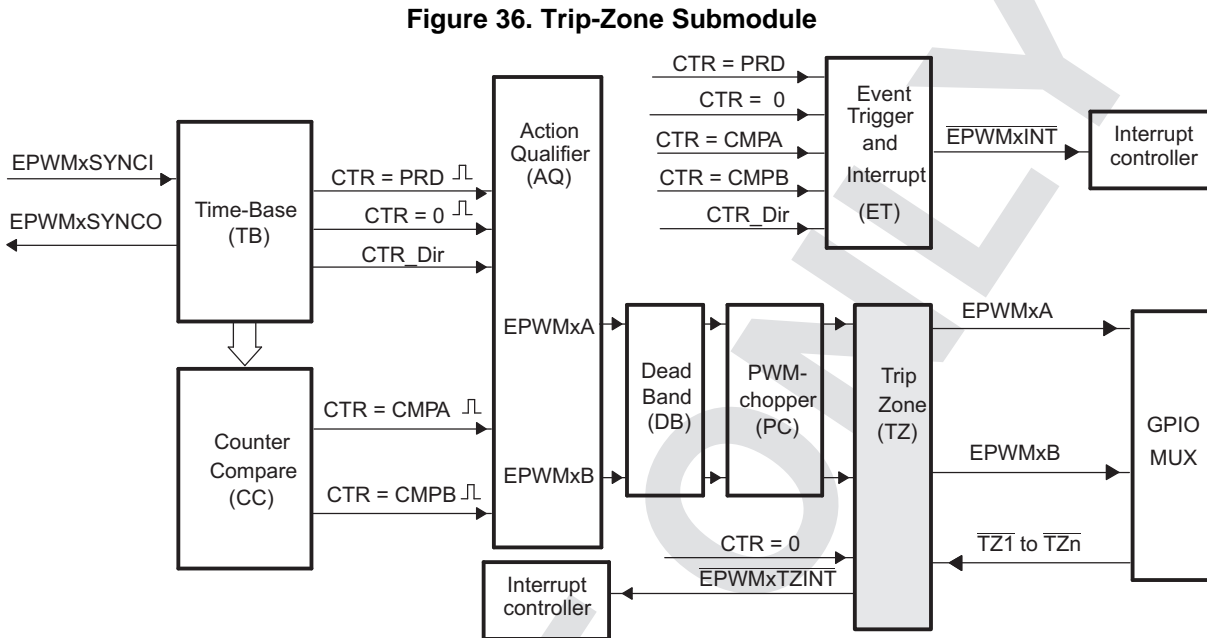 Figure 36. Trip-Zone Submodule
EPWMxSYNCI
EPWMxSYNCO
Time-Base
(TB)
CTR = PRD
CTR = 0
CTR_Dir
Counter
Compare
(CC)
CTR = CMPA
CTR = CMPB
Action
Qualifier
(AQ)
EPWMxA
EPWMxB
CTR = PRD
CTR = 0
CTR = CMPA
CTR = CMPB
CTR_Dir
Event
Trigger
and
Interrupt
(ET)
EPWMxINT
Interrupt
controller
Dead
Band
(DB)
PWM-
chopper
(PC)
Trip
Zone
(TZ)
EPWMxA
EPWMxB
TZ1 to TZn
GPIO
MUX
CTR = 0
EPWMxTZINT
Interrupt
controller
ONLY